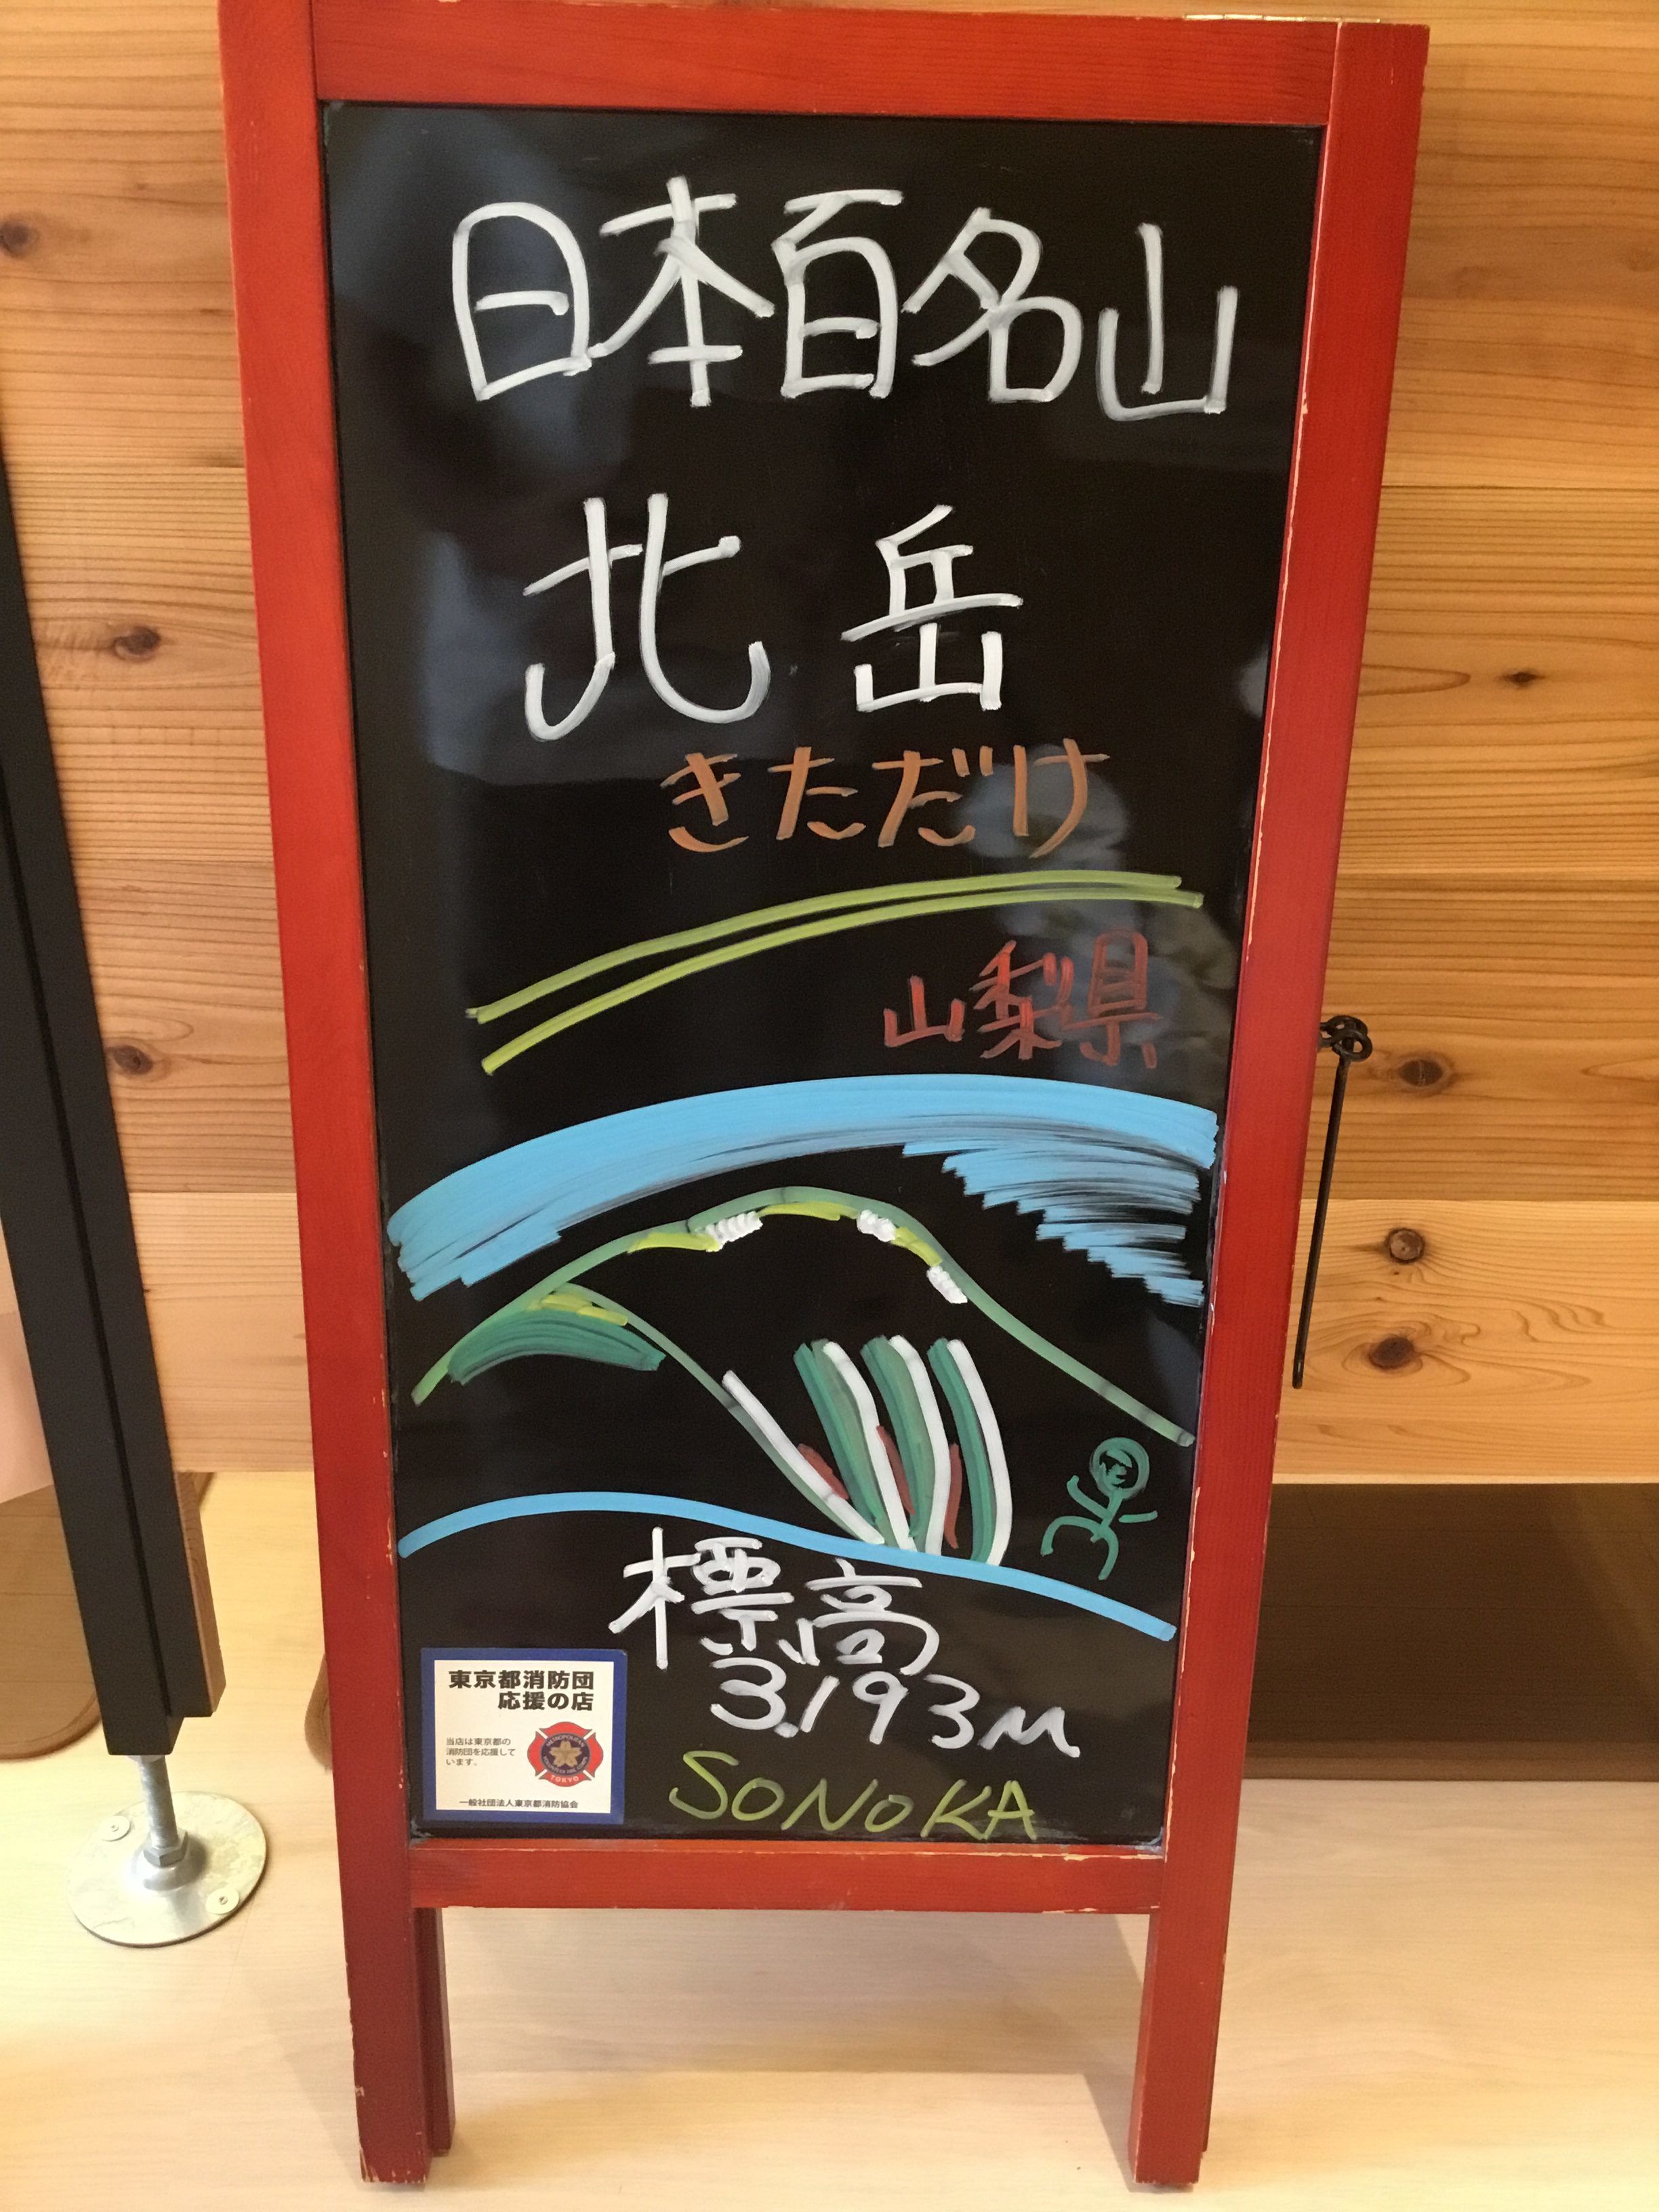 日本百名山
北岳
きただけ
山梨県
標高
3,193m
SONOKA
東京都消防団
応援の店
当店は東京都の
消防団を応援して
います。
TOKYO
一般社団法人東京都消防協会